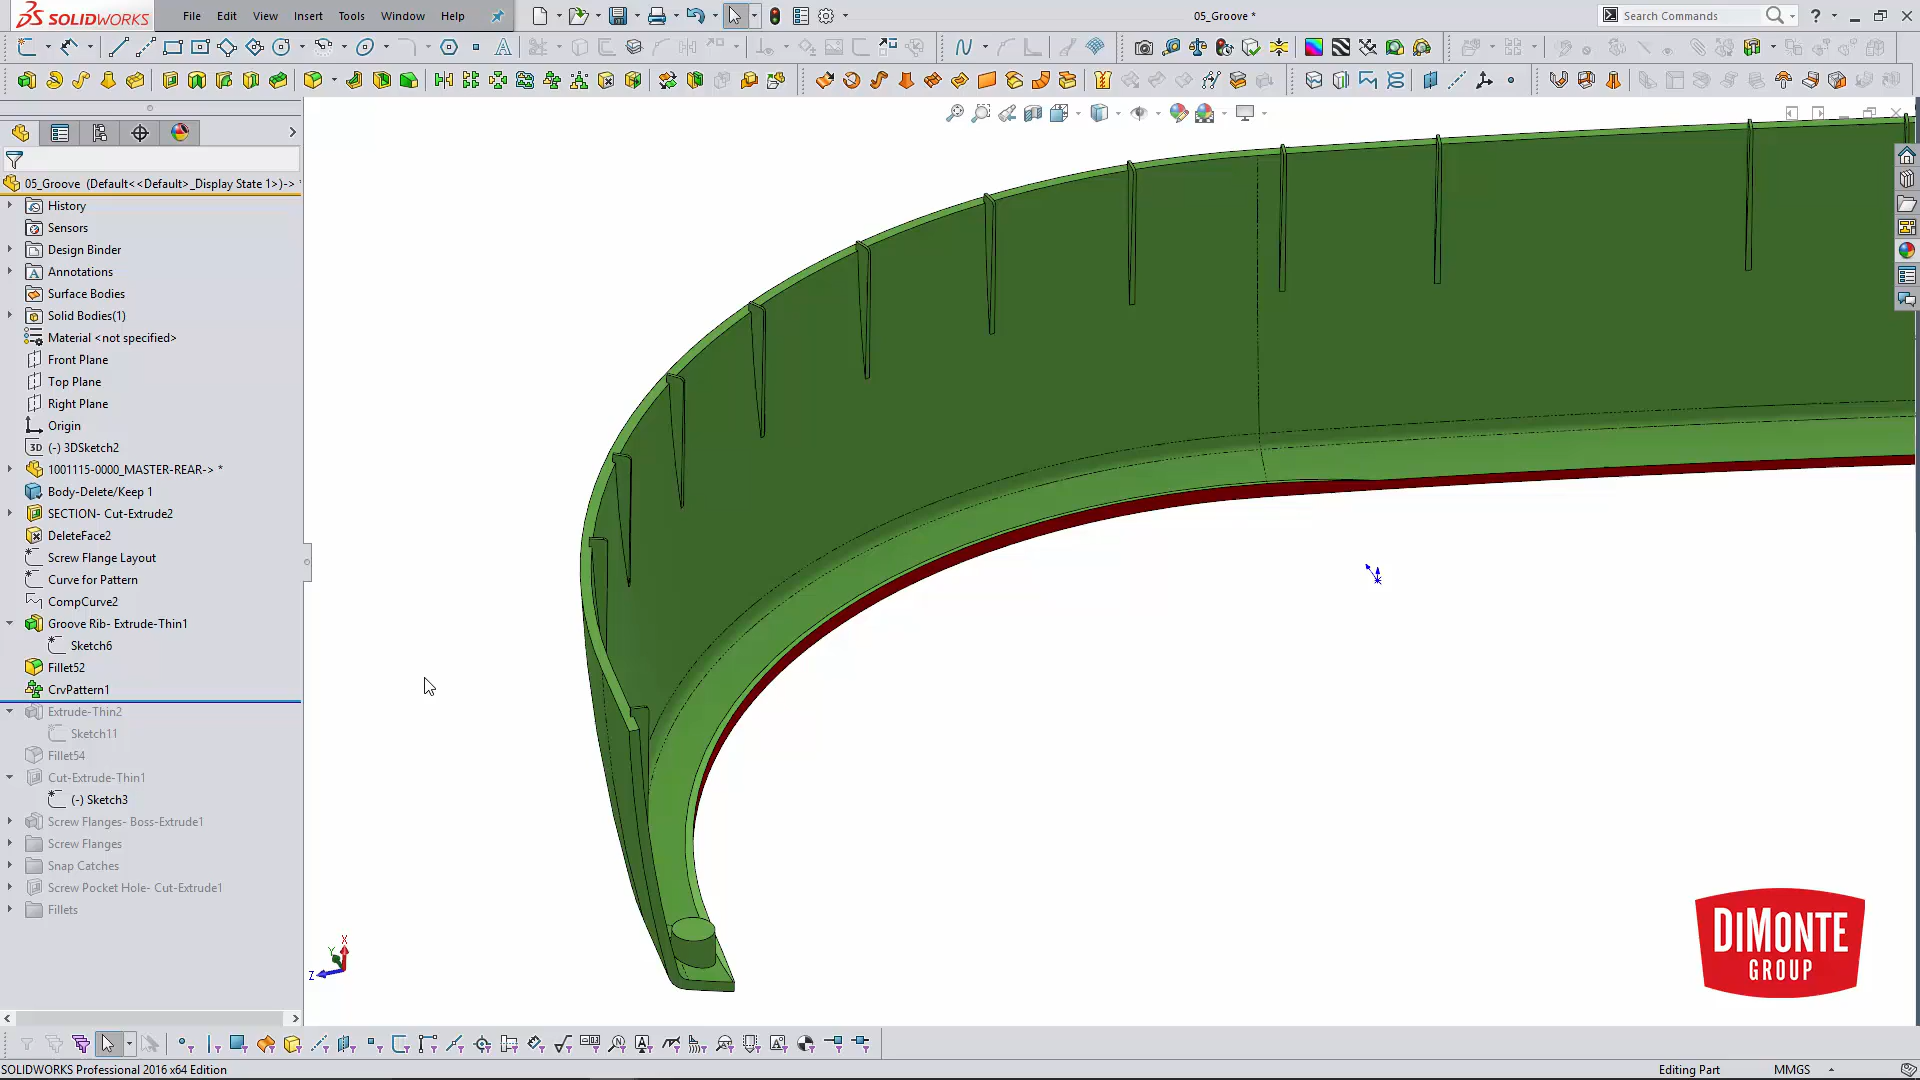 SOLIDWORKS
File Edit View Insert Tools Window Help
05_Groove *
Search Commands
05_Groove (Default<<Default>_Display State 1>)->
History
Sensors
Design Binder
Annotations
Surface Bodies
Solid Bodies(1)
Material <not specified>
Front Plane
Top Plane
Right Plane
Origin
3D (-) 3DSketch2
1001115-0000_MASTER-REAR-> *
Body-Delete/Keep 1
SECTION- Cut-Extrude2
DeleteFace2
Screw Flange Layout
Curve for Pattern
CompCurve2
Groove Rib- Extrude-Thin1
Sketch6
Fillet52
CrvPattern1
Extrude-Thin2
Sketch11
Fillet54
Cut-Extrude-Thin1
(-) Sketch3
Screw Flanges- Boss-Extrude1
Screw Flanges
Snap Catches
Screw Pocket Hole- Cut-Extrude1
Fillets
X
Y
Z
DIMONTE
GROUP
SOLIDWORKS Professional 2016 x64 Edition
Editing Part
MMGS